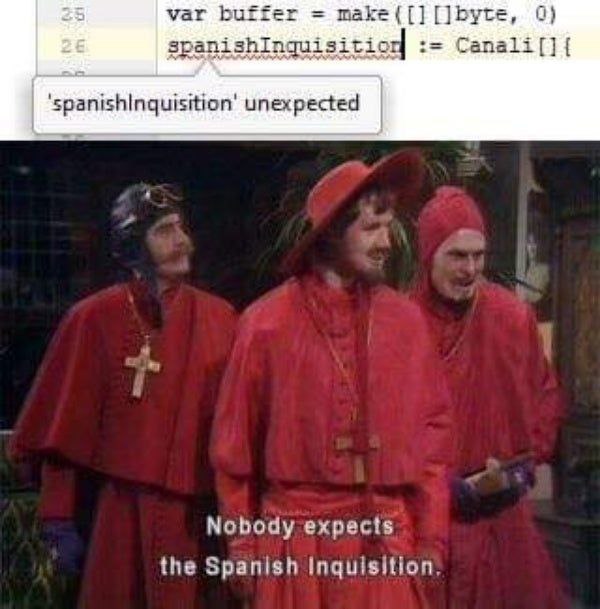 25 var buffer = make([][]byte, 0)
26 spanishInquisition := Canali[]{
'spanishInquisition' unexpected
Nobody expects
the Spanish Inquisition.